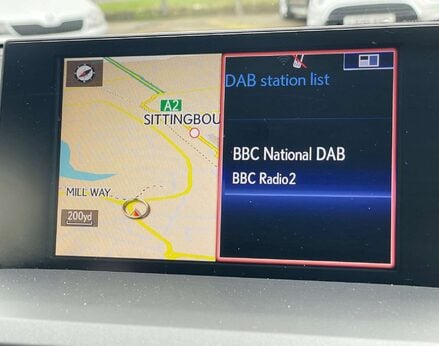 A2
SITTINGBOU
MILL WAY
200yd
DAB station list
BBC National DAB
BBC Radio2